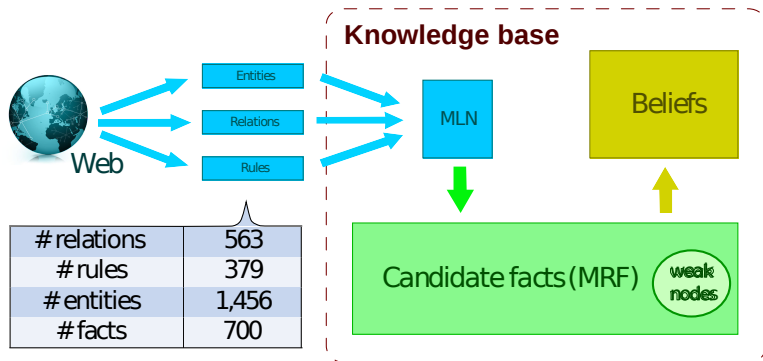 Knowledge base
Entities
Relations
Rules
Web
MLN
Beliefs
Candidate facts (MRF)
weak
nodes
# relations 563
# rules 379
# entities 1,456
# facts 700